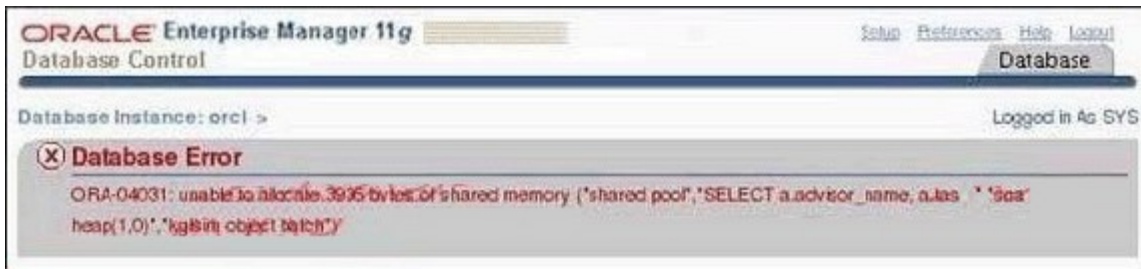 ORACLE Enterprise Manager 11g
Database Control
Setup Preferences Help Logout
Database
Database Instance: orcl >
Logged in As SYS
Database Error
ORA-04031: unable to allocate 3935 bytes of shared memory ("shared pool","SELECT a.advisor_name, a.tas
heap(1,0)","kglsim object batch")